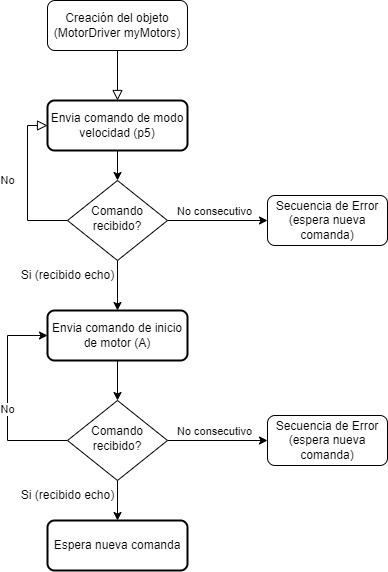 Creación del objeto
(MotorDriver myMotors)
Envia comando de modo
velocidad (p5)
No
Comando
recibido?
No consecutivo
Secuencia de Error
(espera nueva
comanda)
Si (recibido echo)
Envia comando de inicio
de motor (A)
No
Comando
recibido?
No consecutivo
Secuencia de Error
(espera nueva
comanda)
Si (recibido echo)
Espera nueva comanda